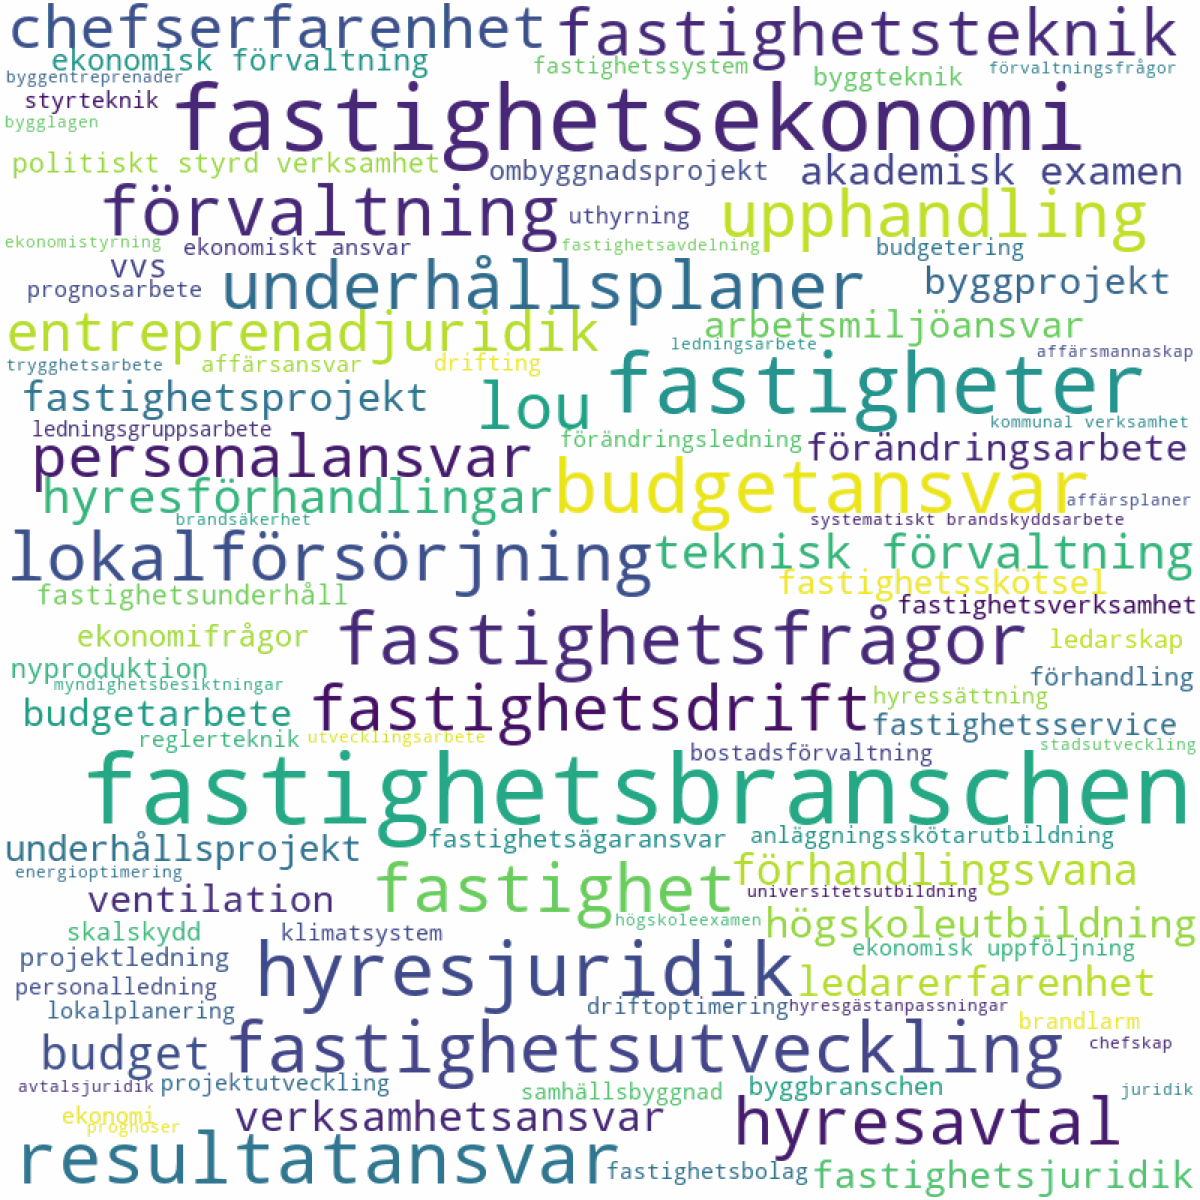 chefserfarenhet
fastighetsteknik
ekonomisk förvaltning
fastighetssystem
byggteknik
förvaltningsfrågor
byggentreprenader
styrteknik
fastighetsekonomi
bygglagen
politiskt styrd verksamhet
ombyggnadsprojekt
akademisk examen
förvaltning
uthyrning
upphandling
ekonomistyrning
ekonomiskt ansvar
fastighetsavdelning
budgetering
vvs
underhållsplaner
byggprojekt
prognosarbete
entreprenadjuridik
arbetsmiljöansvar
ledningsarbete
affärsmannaskap
trygghetsarbete
affärsansvar
drifting
fastigheter
fastighetsprojekt
lou
kommunal verksamhet
ledningsgruppsarbete
personalansvar
förändringsledning
förändringsarbete
hyresförhandlingar
budgetansvar
affärsplaner
brandsäkerhet
systematiskt brandskyddsarbete
lokalförsörjning
teknisk förvaltning
fastighetsskötsel
fastighetsunderhåll
fastighetsverksamhet
ekonomifrågor
fastighetsfrågor
ledarskap
nyproduktion
förhandling
myndighetsbesiktningar
fastighetsdrift
hyressättning
budgetarbete
fastighetsservice
reglerteknik
utvecklingsarbete
bostadsförvaltning
stadsutveckling
fastighetsbranschen
underhållsprojekt
fastighetsägaransvar
anläggningsskötarutbildning
energioptimering
fastighet
förhandlingsvana
ventilation
universitetsutbildning
högskoleexamen
högskoleutbildning
skalskydd
klimatsystem
projektledning
hyresjuridik
ekonomisk uppföljning
personalledning
ledarerfarenhet
lokalplanering
driftoptimering
hyresgästanpassningar
brandlarm
budget
fastighetsutveckling
chefskap
avtalsjuridik
projektutveckling
samhällsbyggnad
byggbranschen
juridik
ekonomi
prognoser
verksamhetsansvar
hyresavtal
resultatansvar
fastighetsbolag
fastighetsjuridik